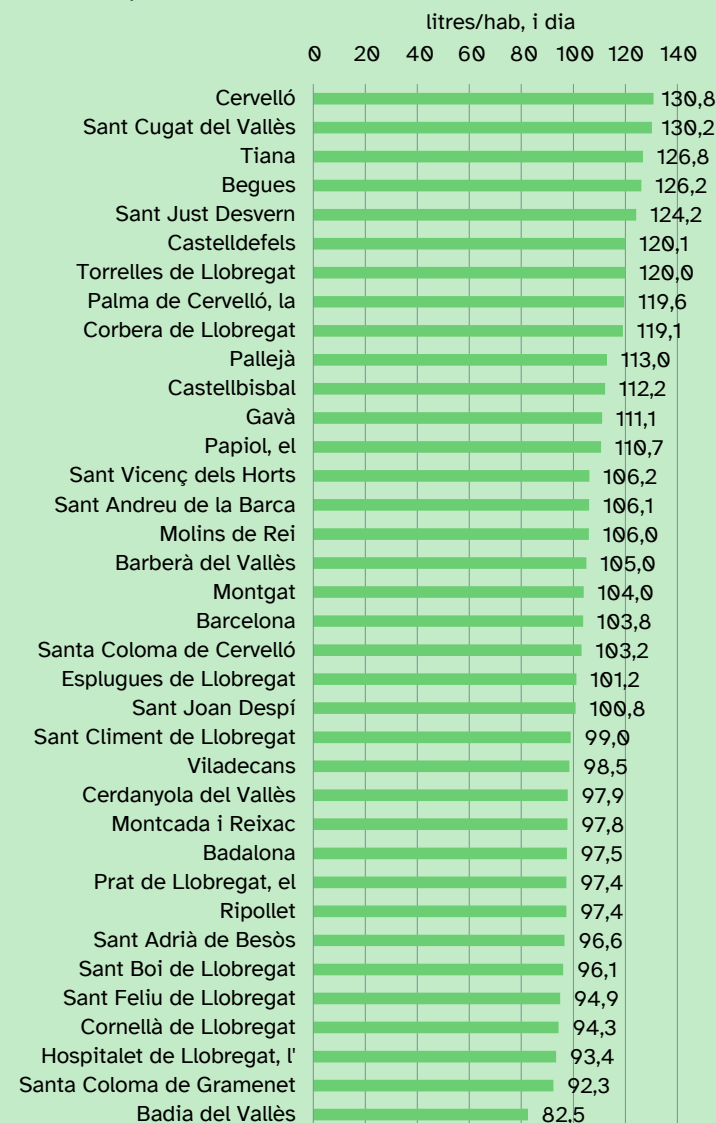 litres/hab, i dia
0 20 40 60 80 100 120 140
Cervelló 130,8
Sant Cugat del Vallès 130,2
Tiana 126,8
Begues 126,2
Sant Just Desvern 124,2
Castelldefels 120,1
Torrelles de Llobregat 120,0
Palma de Cervelló, la 119,6
Corbera de Llobregat 119,1
Pallejà 113,0
Castellbisbal 112,2
Gavà 111,1
Papiol, el 110,7
Sant Vicenç dels Horts 106,2
Sant Andreu de la Barca 106,1
Molins de Rei 106,0
Barberà del Vallès 105,0
Montgat 104,0
Barcelona 103,8
Santa Coloma de Cervelló 103,2
Esplugues de Llobregat 101,2
Sant Joan Despí 100,8
Sant Climent de Llobregat 99,0
Viladecans 98,5
Cerdanyola del Vallès 97,9
Montcada i Reixac 97,8
Badalona 97,5
Prat de Llobregat, el 97,4
Ripollet 97,4
Sant Adrià de Besòs 96,6
Sant Boi de Llobregat 96,1
Sant Feliu de Llobregat 94,9
Cornellà de Llobregat 94,3
Hospitalet de Llobregat, l' 93,4
Santa Coloma de Gramenet 92,3
Badia del Vallès 82,5